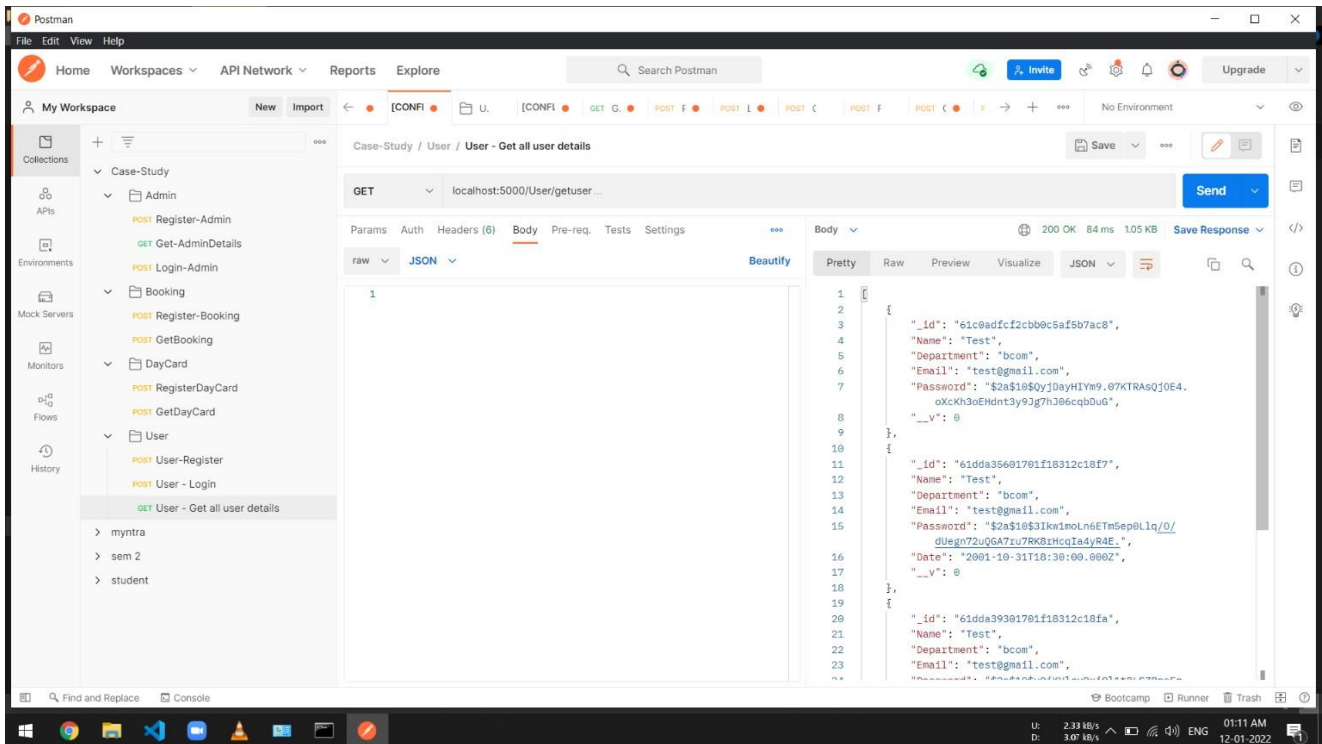 Postman
File Edit View Help
Home Workspaces API Network Reports Explore Search Postman Invite Upgrade
My Workspace New Import [CONFI U. [CONFL GET G. POST F POST L POST C POST F POST C No Environment
Collections
APIs
Environments
Mock Servers
Monitors
Flows
History
Case-Study
Admin
POST Register-Admin
GET Get-AdminDetails
POST Login-Admin
Booking
POST Register-Booking
POST GetBooking
DayCard
POST RegisterDayCard
POST GetDayCard
User
POST User-Register
POST User - Login
GET User - Get all user details
myntra
sem 2
student
Case-Study / User / User - Get all user details Save
GET localhost:5000/User/getuser... Send
Params Auth Headers (6) Body Pre-req. Tests Settings
raw JSON Beautify
1
Body 200 OK 84 ms 1.05 KB Save Response
Pretty Raw Preview Visualize JSON
1 [
2 {
3 "_id": "61c0adfcf2cbb0c5af5b7ac8",
4 "Name": "Test",
5 "Department": "bcom",
6 "Email": "test@gmail.com",
7 "Password": "$2a$10$QyjDayHIYm9.07KTRAsQjOE4.
oXcKh3oEHdnt3y9Jg7hJ06cqbDuG",
8 "__v": 0
9 },
10 {
11 "_id": "61dda35601701f18312c18f7",
12 "Name": "Test",
13 "Department": "bcom",
14 "Email": "test@gmail.com",
15 "Password": "$2a$10$3Ikw1moLn6ETm5ep0Llq/O/
dUegn72uQGA7ru7RK8rHcqIa4yR4E.",
16 "Date": "2001-10-31T18:30:00.000Z",
17 "__v": 0
18 },
19 {
20 "_id": "61dda39301701f18312c18fa",
21 "Name": "Test",
22 "Department": "bcom",
23 "Email": "test@gmail.com",
Find and Replace Console Bootcamp Runner Trash
U: 2.33 kB/s
D: 3.07 kB/s
ENG
01:11 AM
12-01-2022
1